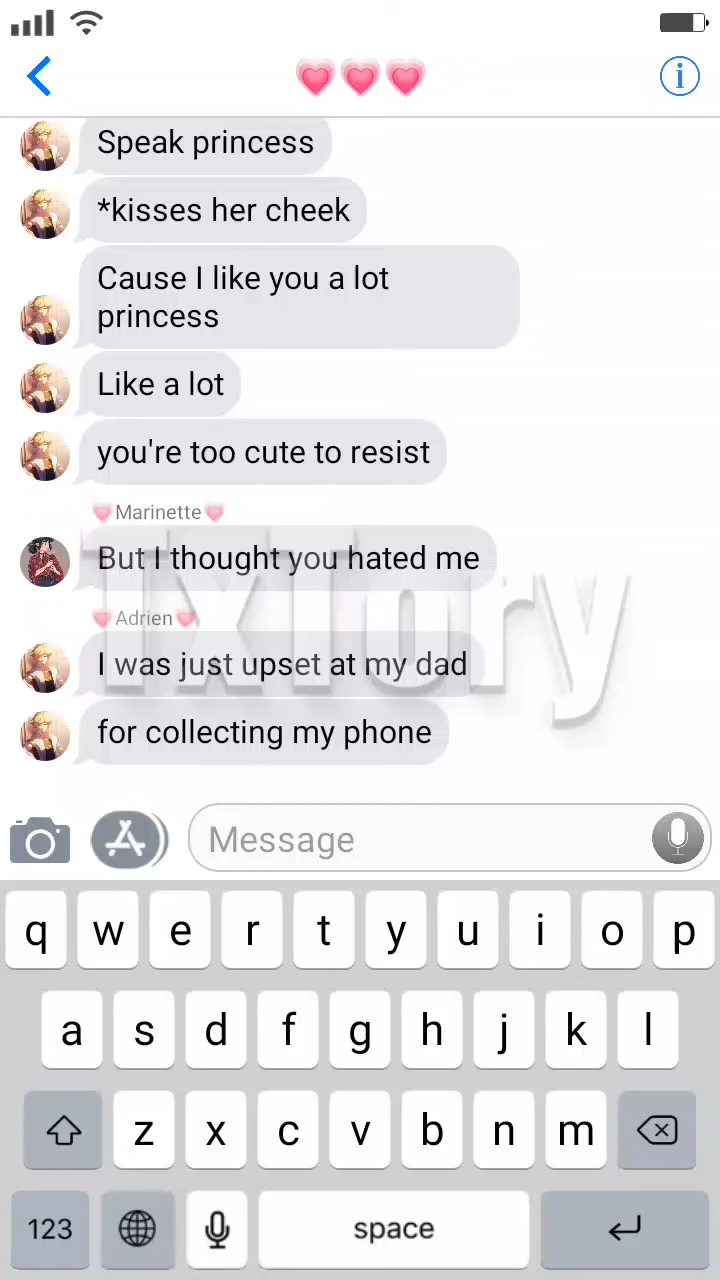 Speak princess
*kisses her cheek
Cause I like you a lot
princess
Like a lot
you're too cute to resist
💗Marinette💗
But I thought you hated me
💗Adrien💗
I was just upset at my dad
for collecting my phone
TxTory
Message
q w e r t y u i o p
a s d f g h j k l
z x c v b n m
123 space